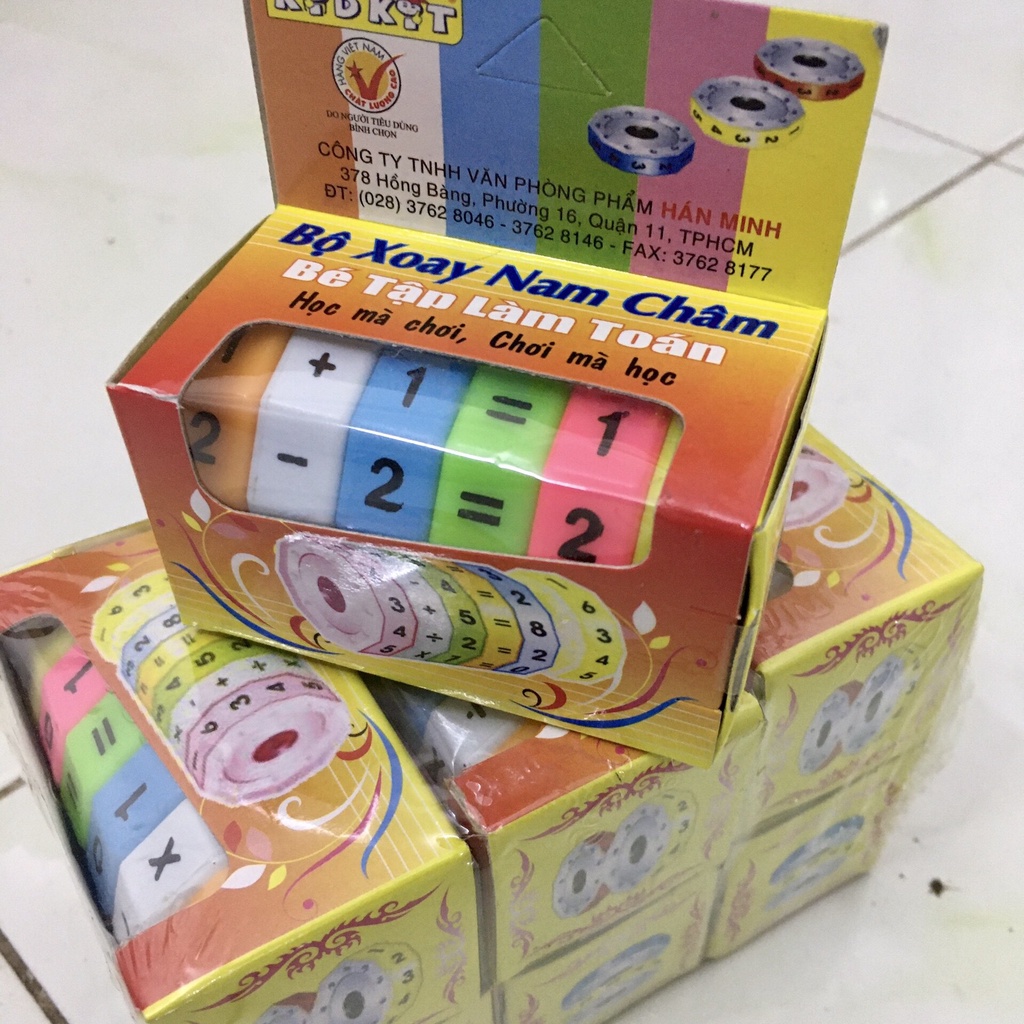 KIDKIT
HÀNG VIỆT NAM
CHẤT LƯỢNG CAO
DO NGƯỜI TIÊU DÙNG
BÌNH CHỌN
CÔNG TY TNHH VĂN PHÒNG PHẨM HÁN MINH
378 Hồng Bàng, Phường 16, Quận 11, TPHCM
ĐT: (028) 3762 8046 - 3762 8146 - FAX: 3762 8177
Bộ Xoay Nam Châm
Bé Tập Làm Toán
Học mà chơi, Chơi mà học
1 + 1 = 1
2 - 2 = 2